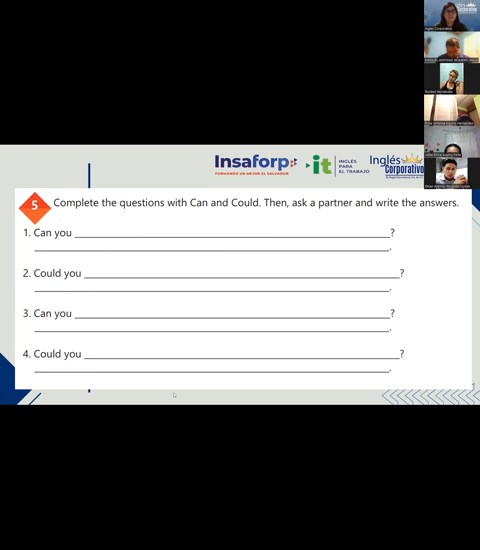 Insaforp
FORMANDO UN MEJOR EL SALVADOR
it
INGLÉS
PARA
EL TRABAJO
Inglés
Corporativo
5
Complete the questions with Can and Could. Then, ask a partner and write the answers.
1. Can you ?
.
2. Could you ?
.
3. Can you ?
.
4. Could you ?
.